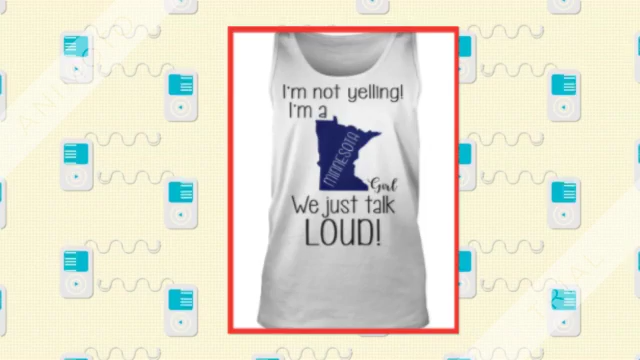 I'm not yelling!
I'm a
MINNESOTA
Girl
We just talk
LOUD!